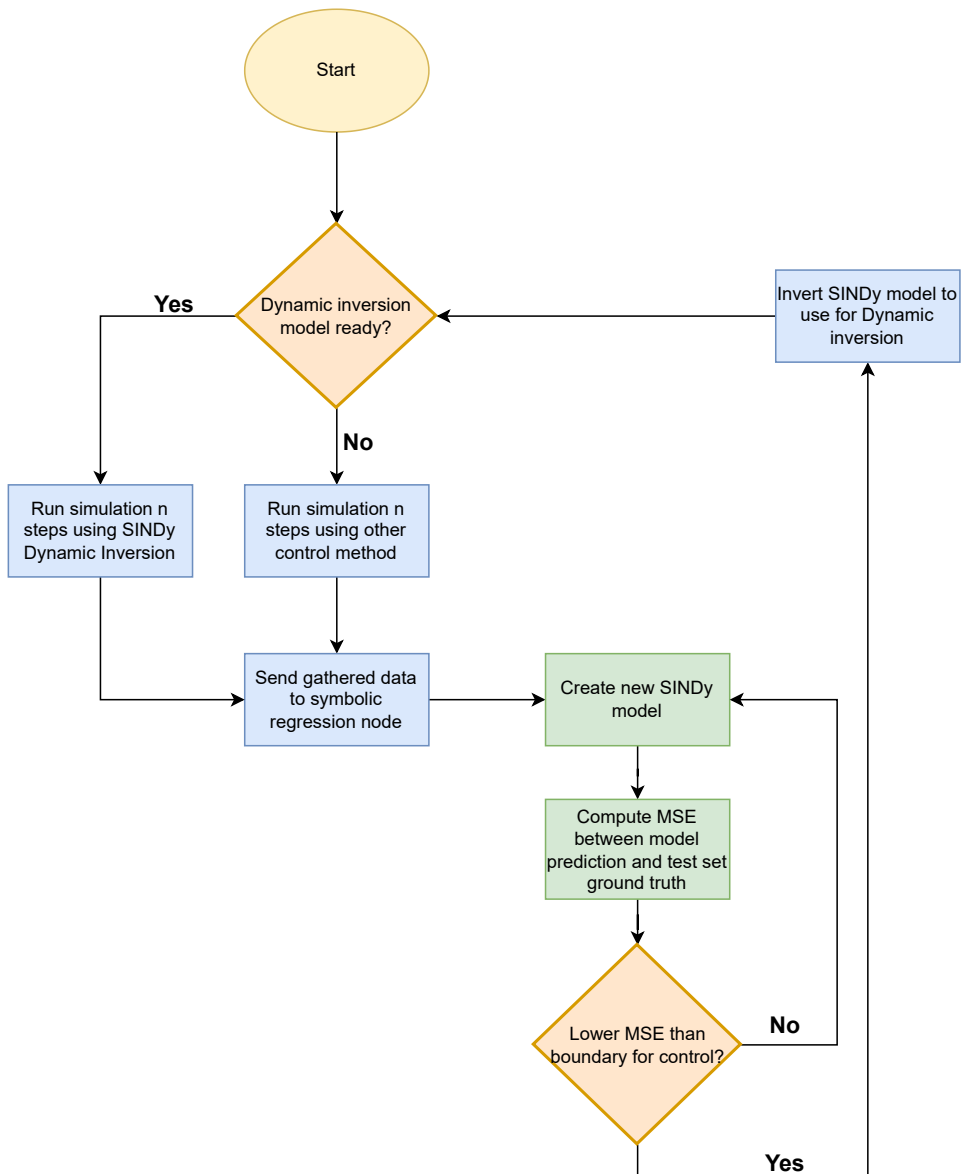 Start
Dynamic inversion
model ready?
Yes
No
Invert SINDy model to
use for Dynamic
inversion
Run simulation n
steps using SINDy
Dynamic Inversion
Run simulation n
steps using other
control method
Send gathered data
to symbolic
regression node
Create new SINDy
model
Compute MSE
between model
prediction and test set
ground truth
Lower MSE than
boundary for control?
No
Yes